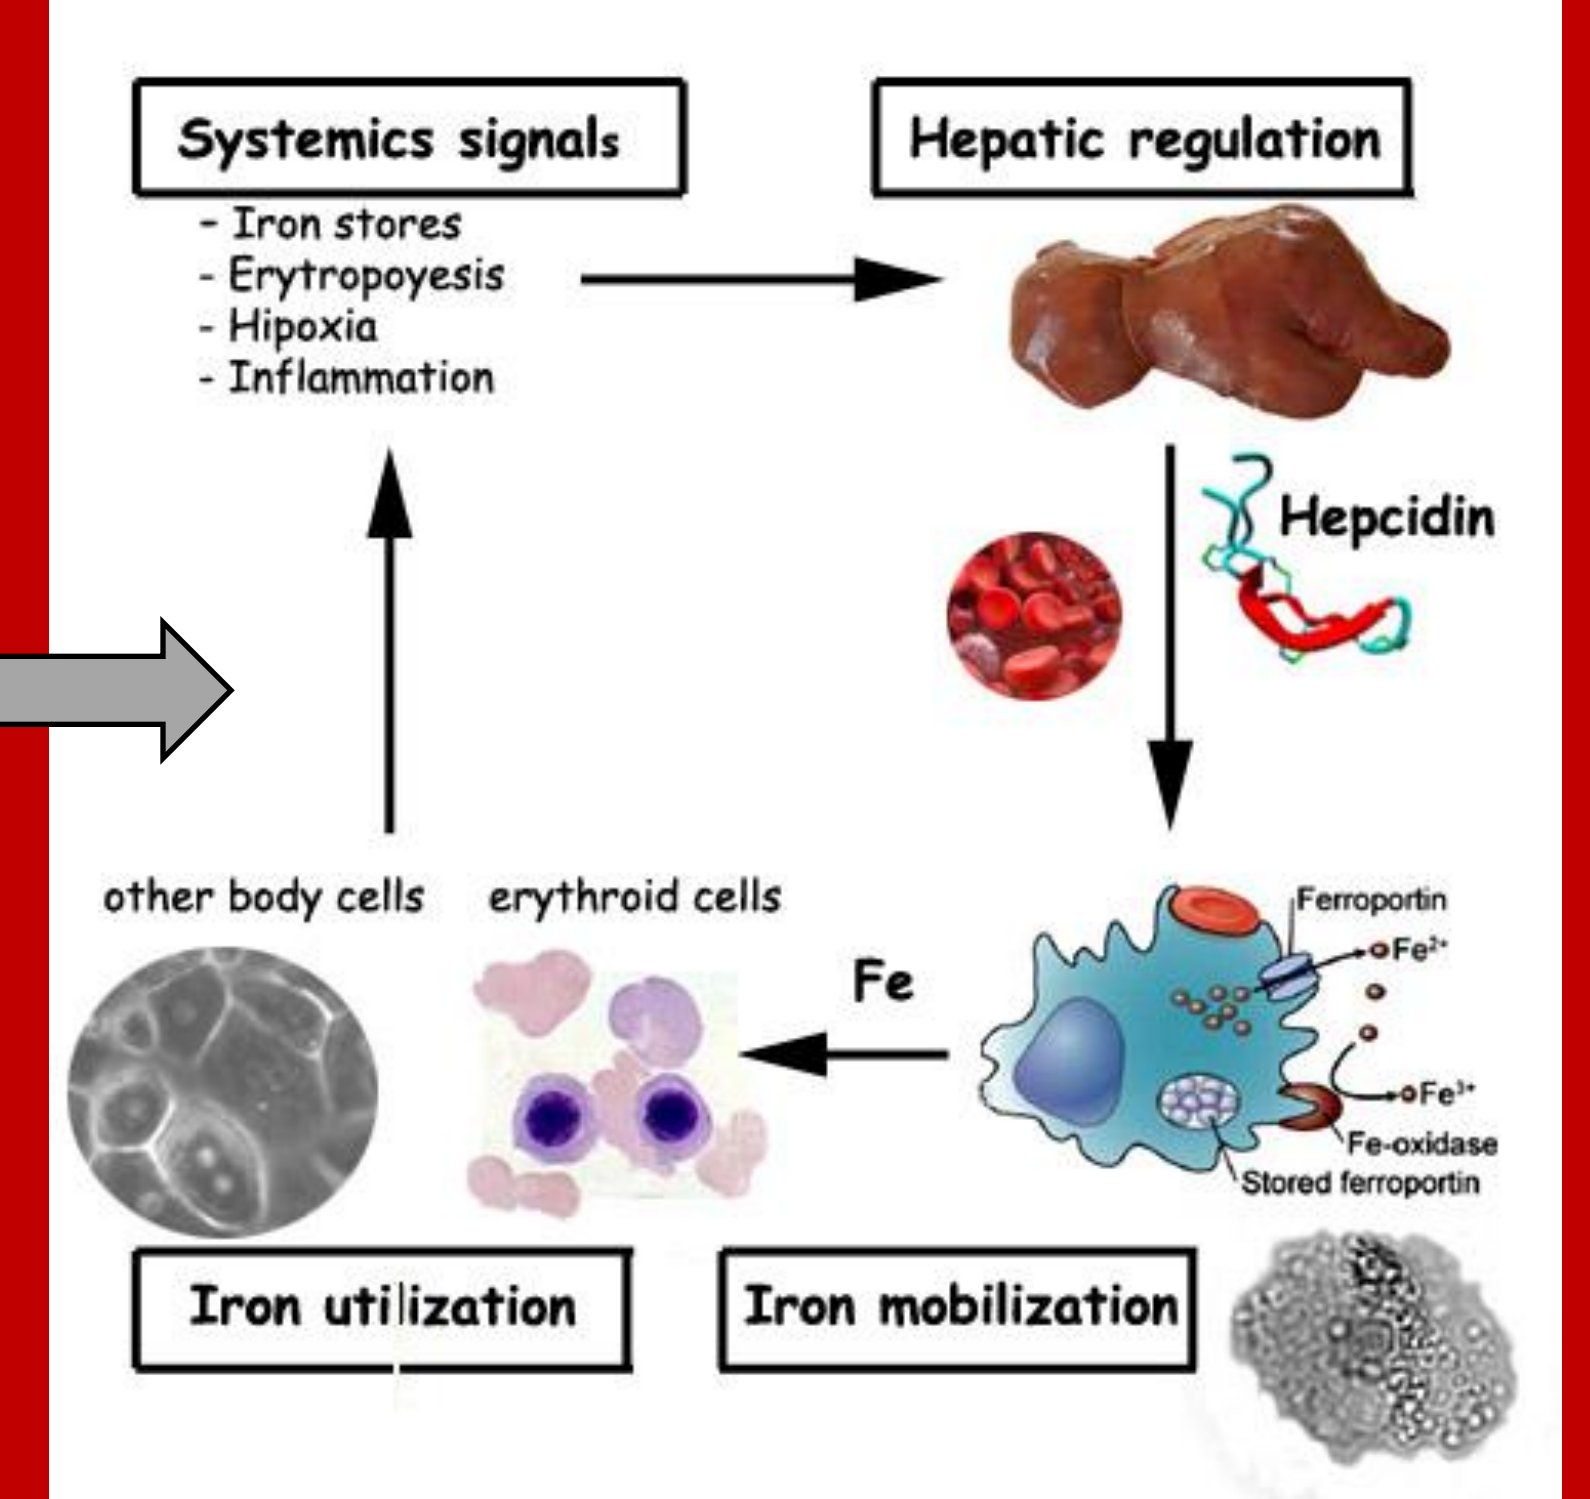 Systemics signals
- Iron stores
- Erytropoyesis
- Hipoxia
- Inflammation
Hepatic regulation
Hepcidin
other body cells
erythroid cells
Fe
Ferroportin
Fe²⁺
Fe³⁺
Fe-oxidase
Stored ferroportin
Iron utilization
Iron mobilization